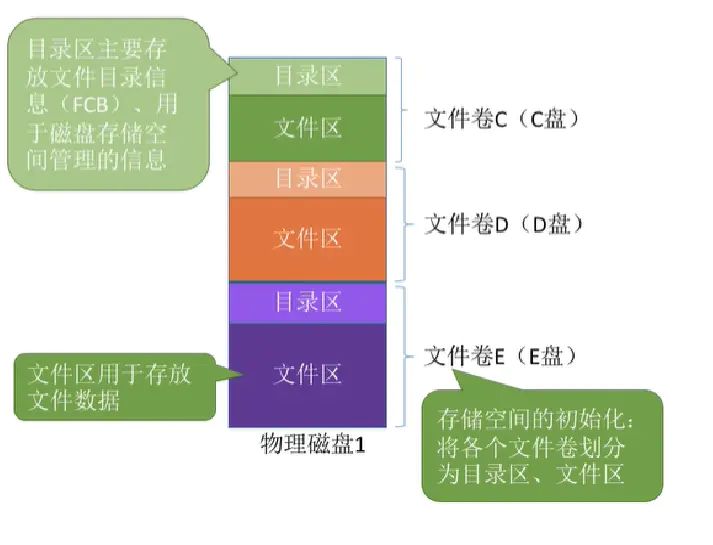 目录区主要存
放文件目录信
息（FCB）、用
于磁盘存储空
间管理的信息
目录区
文件区
文件卷C（C盘）
目录区
文件区
文件卷D（D盘）
目录区
文件区
文件卷E（E盘）
文件区用于存放
文件数据
存储空间的初始化：
将各个文件卷划分
为目录区、文件区
物理磁盘1